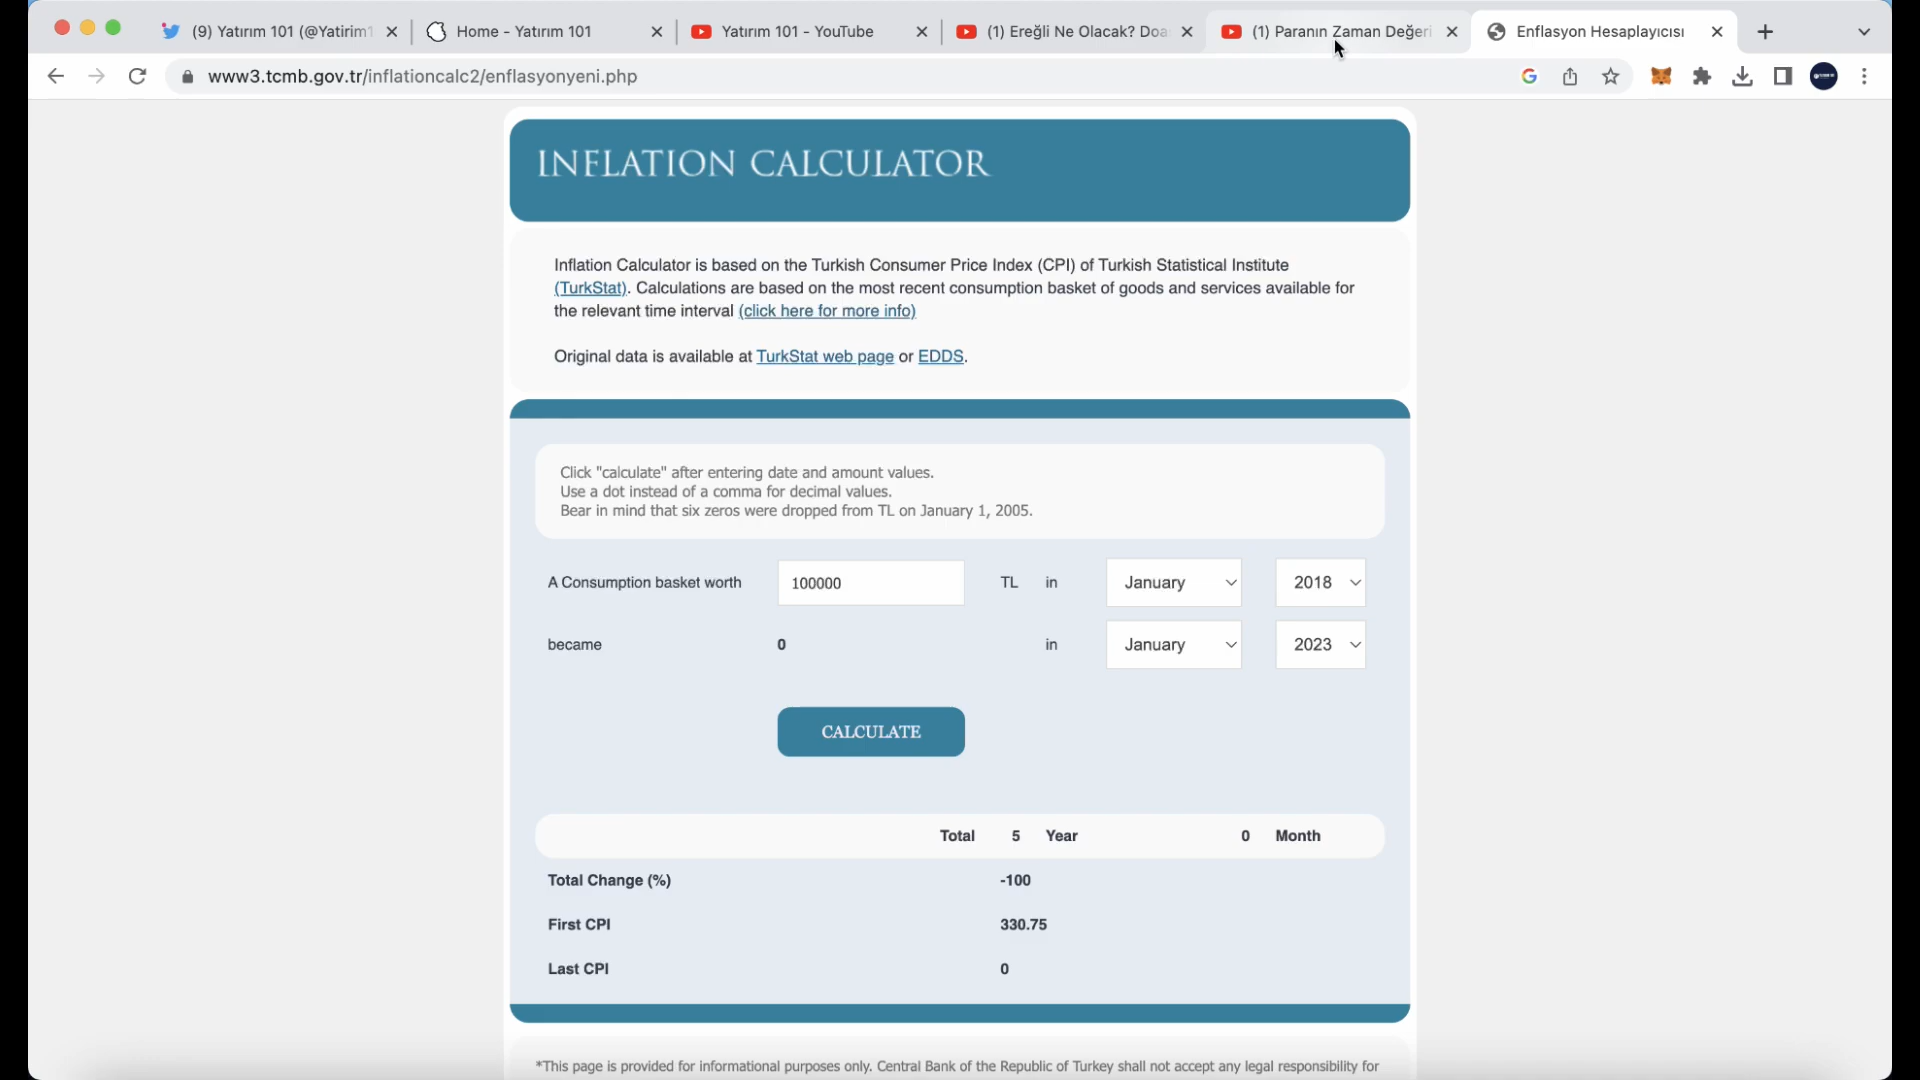 (9) Yatırım 101 (@Yatirim1
Home - Yatırım 101
Yatırım 101 - YouTube
(1) Ereğli Ne Olacak? Doa
(1) Paranın Zaman Değeri
Enflasyon Hesaplayıcısı
www3.tcmb.gov.tr/inflationcalc2/enflasyonyeni.php
INFLATION CALCULATOR
Inflation Calculator is based on the Turkish Consumer Price Index (CPI) of Turkish Statistical Institute
(TurkStat). Calculations are based on the most recent consumption basket of goods and services available for
the relevant time interval (click here for more info)
Original data is available at TurkStat web page or EDDS.
Click "calculate" after entering date and amount values.
Use a dot instead of a comma for decimal values.
Bear in mind that six zeros were dropped from TL on January 1, 2005.
A Consumption basket worth 100000 TL in January 2018
became 0 in January 2023
CALCULATE
Total 5 Year 0 Month
Total Change (%) -100
First CPI 330.75
Last CPI 0
*This page is provided for informational purposes only. Central Bank of the Republic of Turkey shall not accept any legal responsibility for